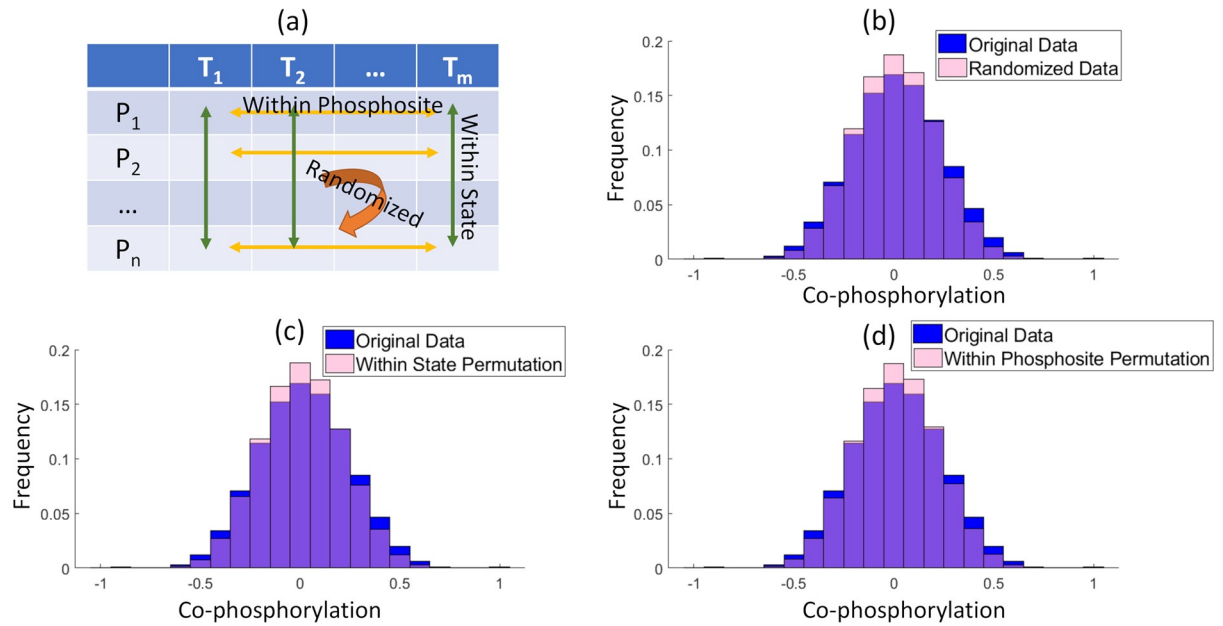 (a)
T1 T2 ... Tm
P1
P2
...
Pn
Within Phosphosite
Within State
Randomized
(b)
Original Data
Randomized Data
0.2
0.15
0.1
0.05
0
Frequency
-1 -0.5 0 0.5 1
Co-phosphorylation
(c)
Original Data
Within State Permutation
0.2
0.15
0.1
0.05
0
Frequency
-1 -0.5 0 0.5 1
Co-phosphorylation
(d)
Original Data
Within Phosphosite Permutation
0.2
0.15
0.1
0.05
0
Frequency
-1 -0.5 0 0.5 1
Co-phosphorylation